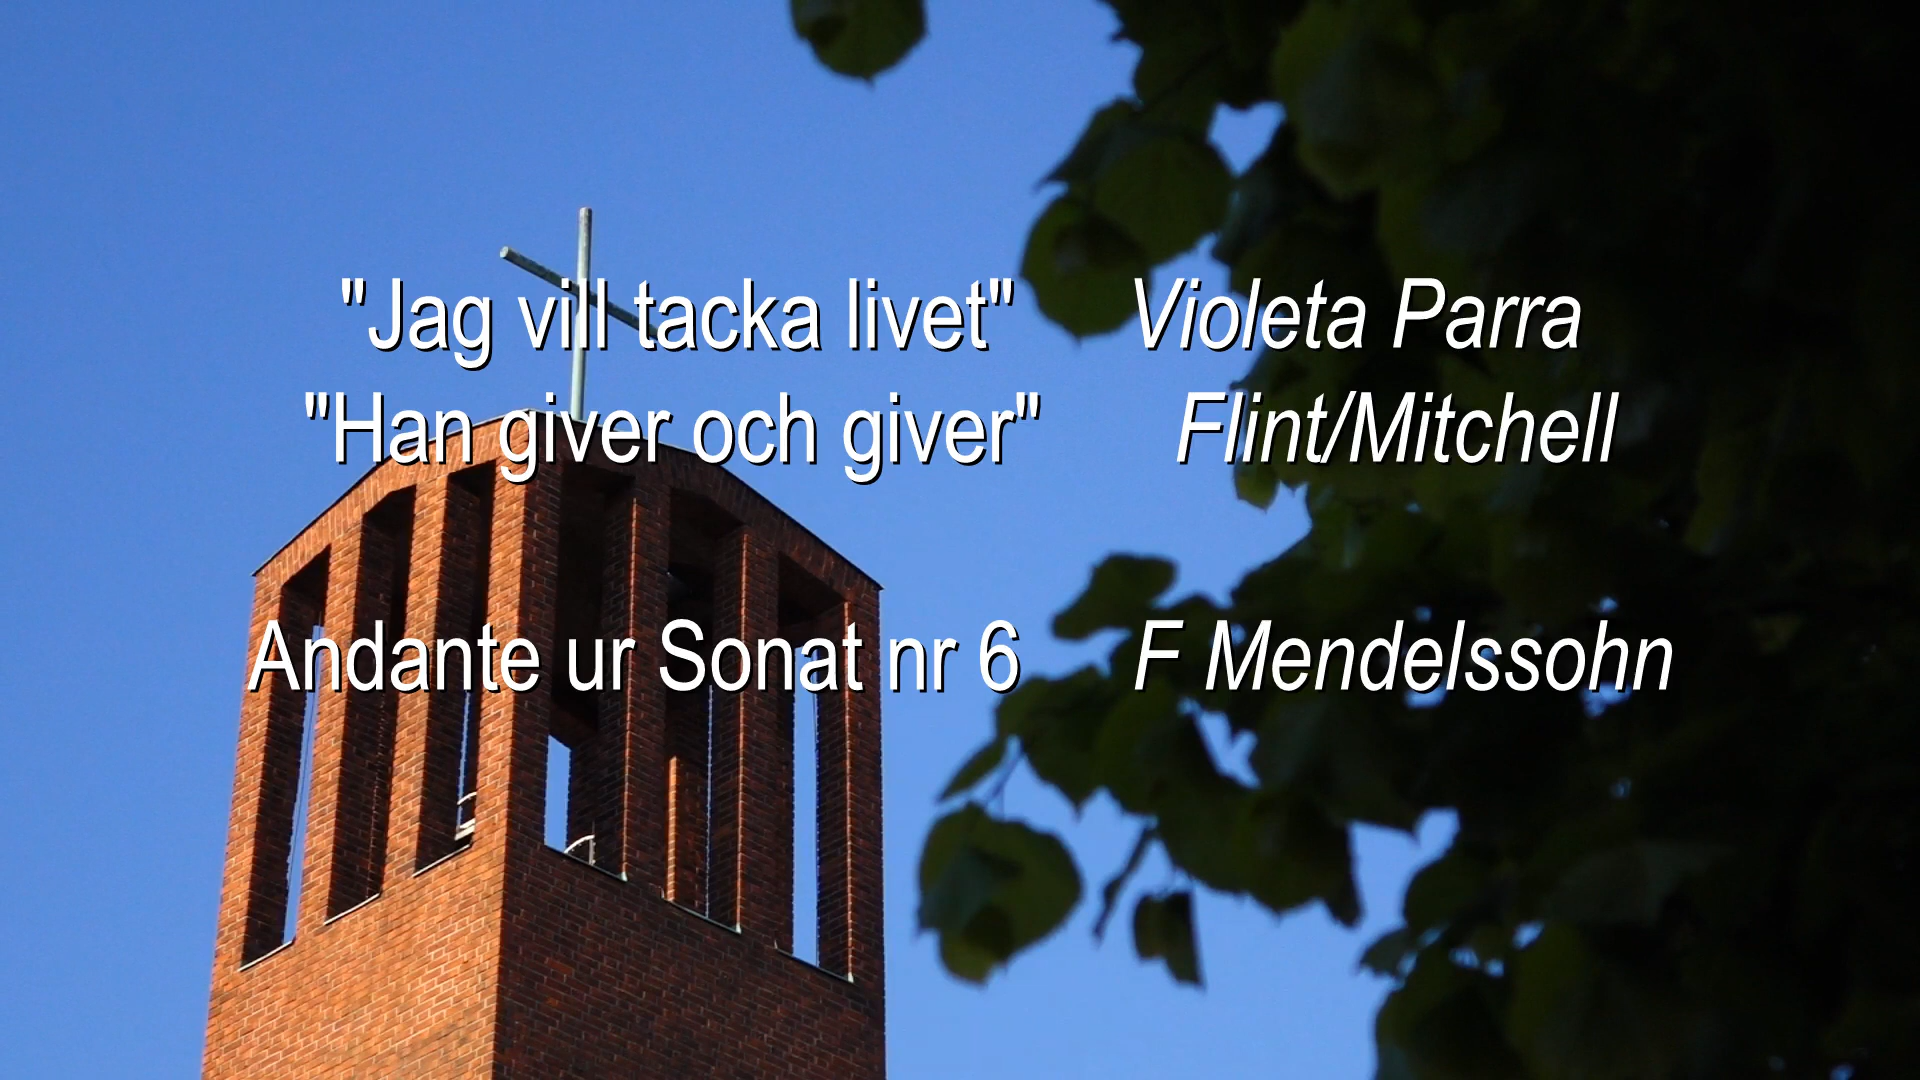 "Jag vill tacka livet" Violeta Parra
"Han giver och giver" Flint/Mitchell
Andante ur Sonat nr 6 F Mendelssohn